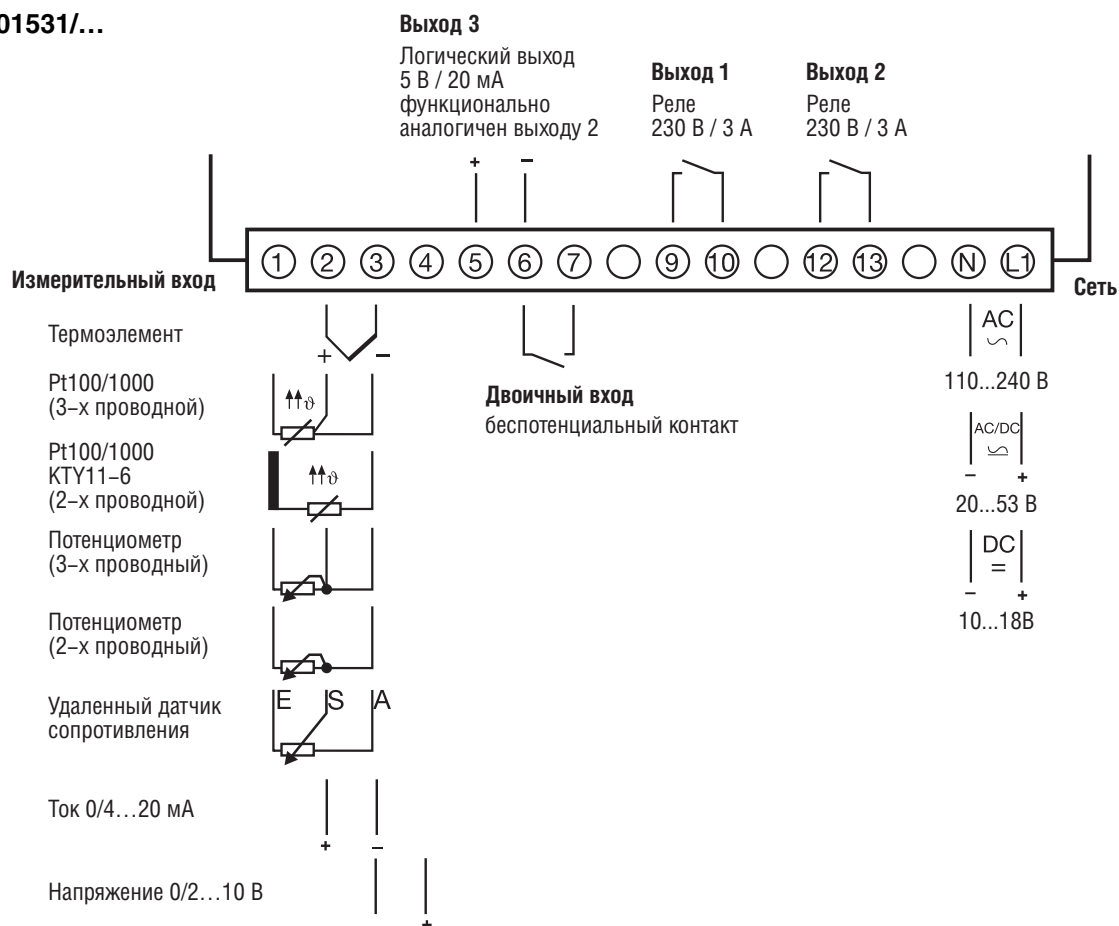 01531/...
Выход 3
Логический выход
5 В / 20 мА
функционально
аналогичен выходу 2
+ –
Выход 1
Реле
230 В / 3 А
Выход 2
Реле
230 В / 3 А
1 2 3 4 5 6 7 9 10 12 13 N L1
Измерительный вход
Сеть
Термоэлемент
+ –
Pt100/1000
(3–х проводной)
ϑ
Pt100/1000
KTY11–6
(2–х проводной)
ϑ
Потенциометр
(3–х проводный)
Потенциометр
(2–х проводный)
Удаленный датчик
сопротивления
E S A
Ток 0/4...20 мА
+ –
Напряжение 0/2...10 В
+
Двоичный вход
беспотенциальный контакт
AC
110...240 В
AC/DC
– +
20...53 В
DC
=
– +
10...18В